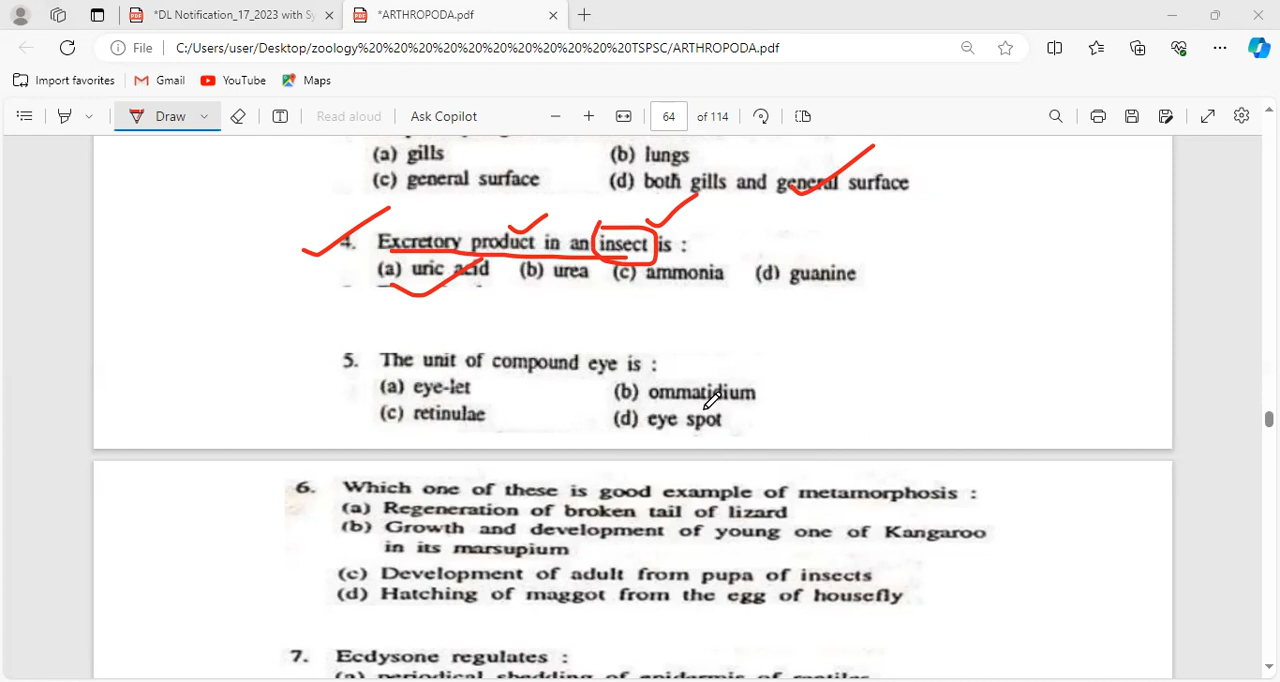 *DL Notification_17_2023 with Sy
*ARTHROPODA.pdf
File
C:/Users/user/Desktop/zoology%20%20%20%20%20%20%20%20%20%20TSPSC/ARTHROPODA.pdf
Import favorites
Gmail
YouTube
Maps
Draw
Read aloud
Ask Copilot
64 of 114
(a) gills (b) lungs
(c) general surface (d) both gills and general surface
4. Excretory product in an insect is :
(a) uric acid (b) urea (c) ammonia (d) guanine
5. The unit of compound eye is :
(a) eye-let (b) ommatidium
(c) retinulae (d) eye spot
6. Which one of these is good example of metamorphosis :
(a) Regeneration of broken tail of lizard
(b) Growth and development of young one of Kangaroo
in its marsupium
(c) Development of adult from pupa of insects
(d) Hatching of maggot from the egg of housefly
7. Ecdysone regulates :
(a) periodical shedding of epidermis of reptiles